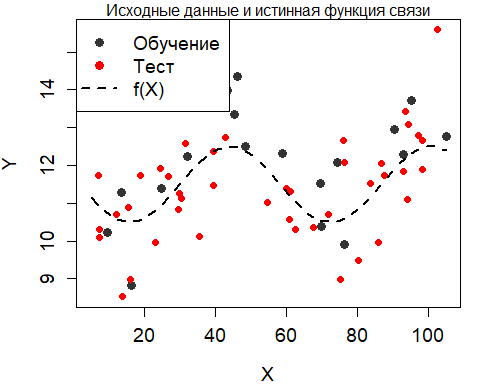 Исходные данные и истинная функция связи
Обучение
Тест
f(X)
Y
9 10 12 14
20 40 60 80 100
X